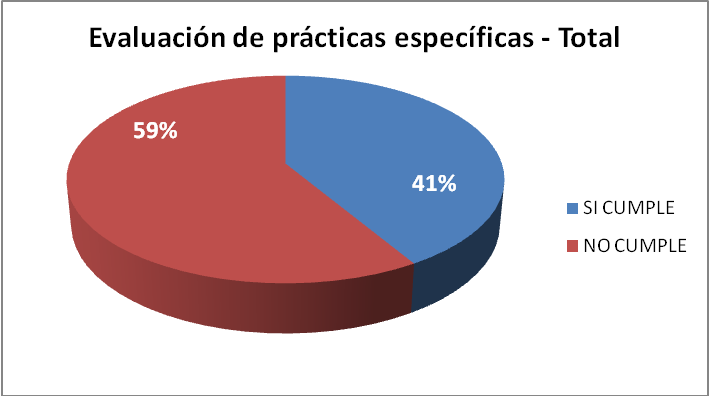 Evaluación de prácticas específicas - Total
59%
41%
SI CUMPLE
NO CUMPLE